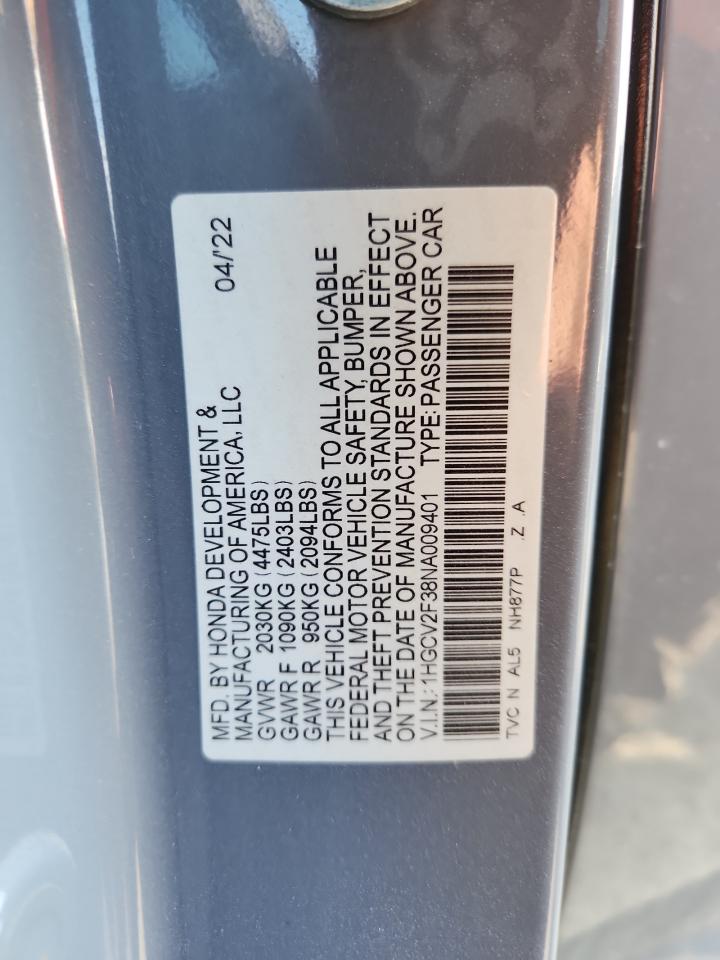 MFD. BY HONDA DEVELOPMENT &
MANUFACTURING OF AMERICA, LLC 04/'22
GVWR 2030KG (4475LBS)
GAWR F 1090KG (2403LBS)
GAWR R 950KG (2094LBS)
THIS VEHICLE CONFORMS TO ALL APPLICABLE
FEDERAL MOTOR VEHICLE SAFETY, BUMPER,
AND THEFT PREVENTION STANDARDS IN EFFECT
ON THE DATE OF MANUFACTURE SHOWN ABOVE.
V.I.N.: 1HGCV2F38NA009401 TYPE: PASSENGER CAR
TVC N AL5 NH877P .Z .A